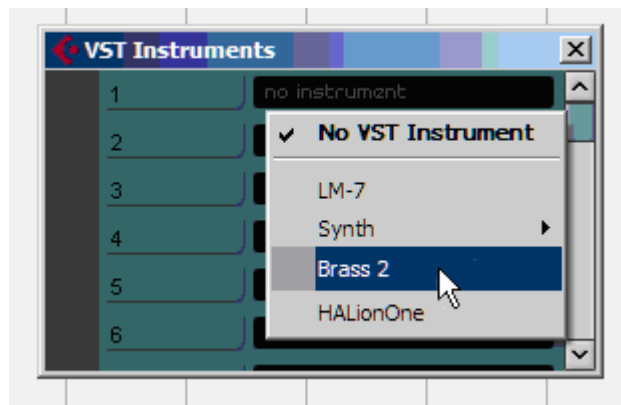 VST Instruments
1 no instrument
2
3
4
5
6
No VST Instrument
LM-7
Synth
Brass 2
HALionOne